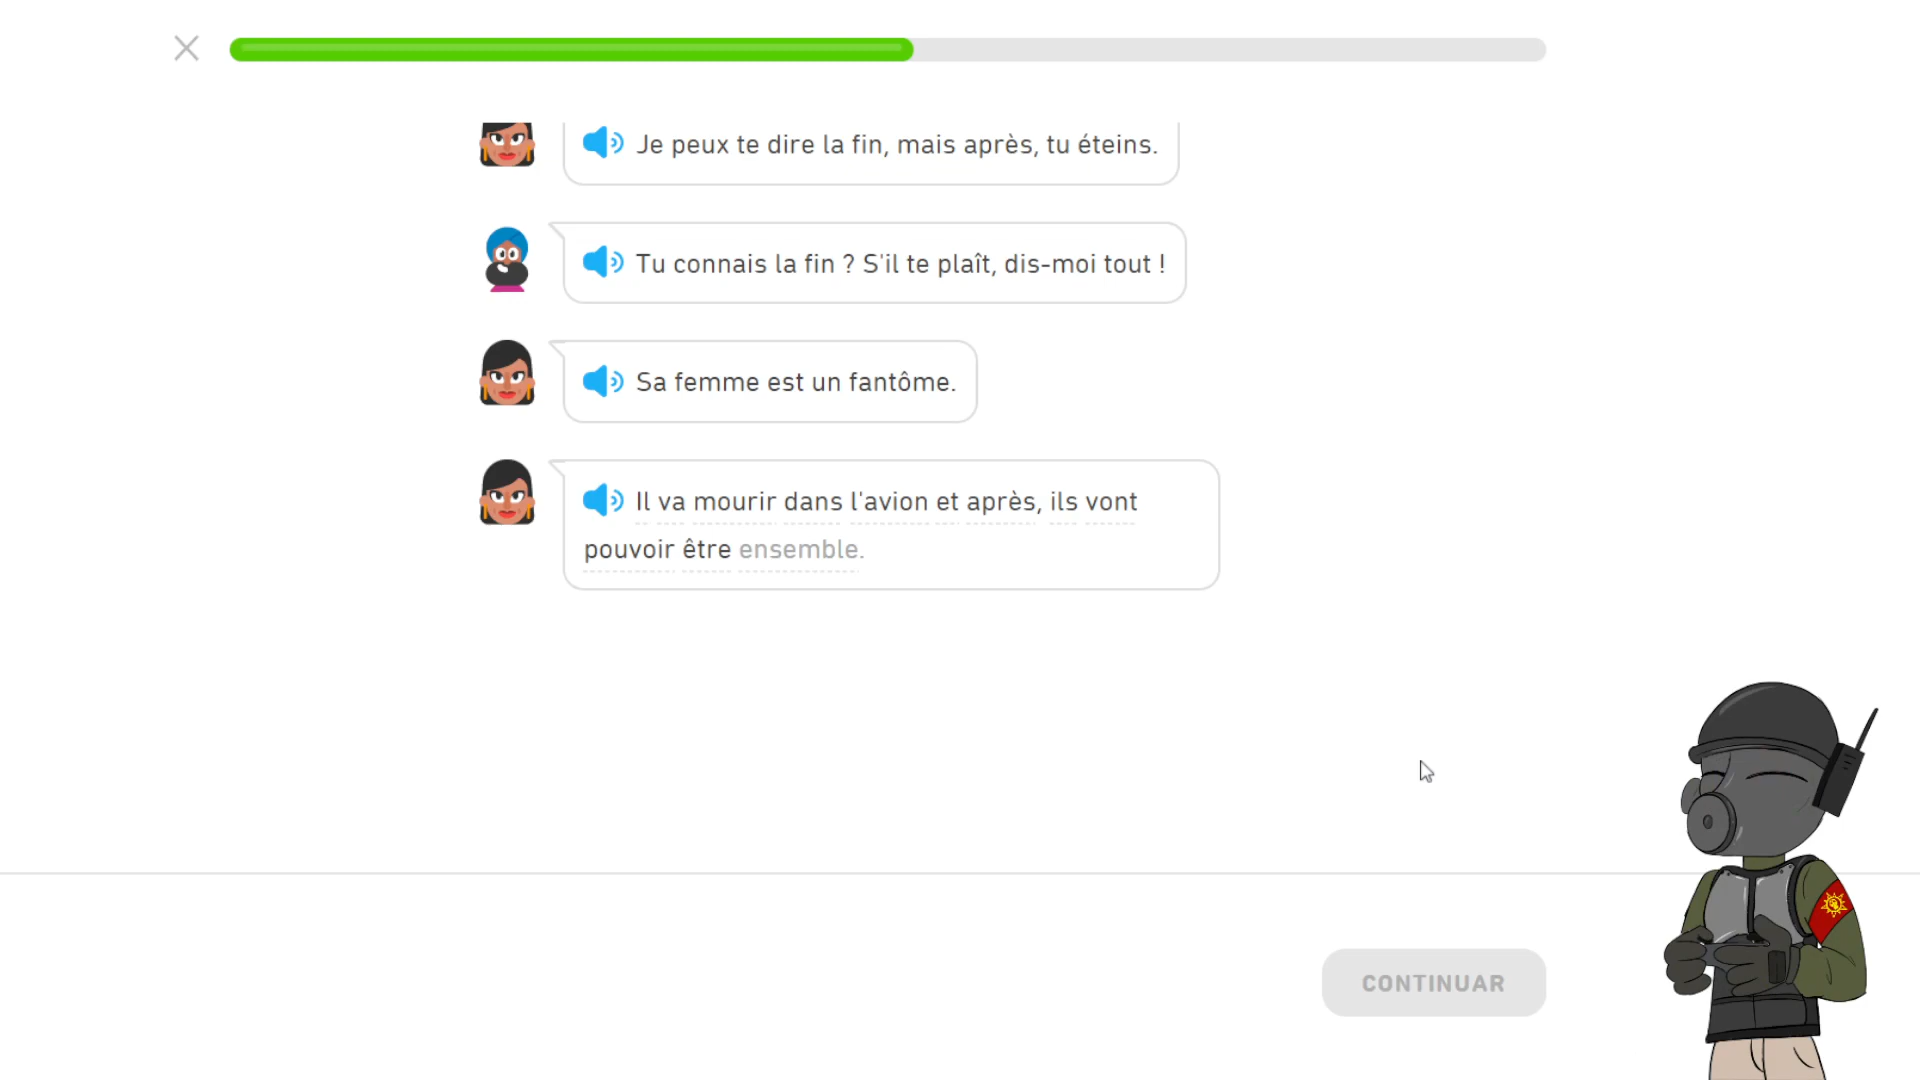 Je peux te dire la fin, mais après, tu éteins.
Tu connais la fin ? S'il te plaît, dis-moi tout !
Sa femme est un fantôme.
Il va mourir dans l'avion et après, ils vont
pouvoir être ensemble.
CONTINUAR